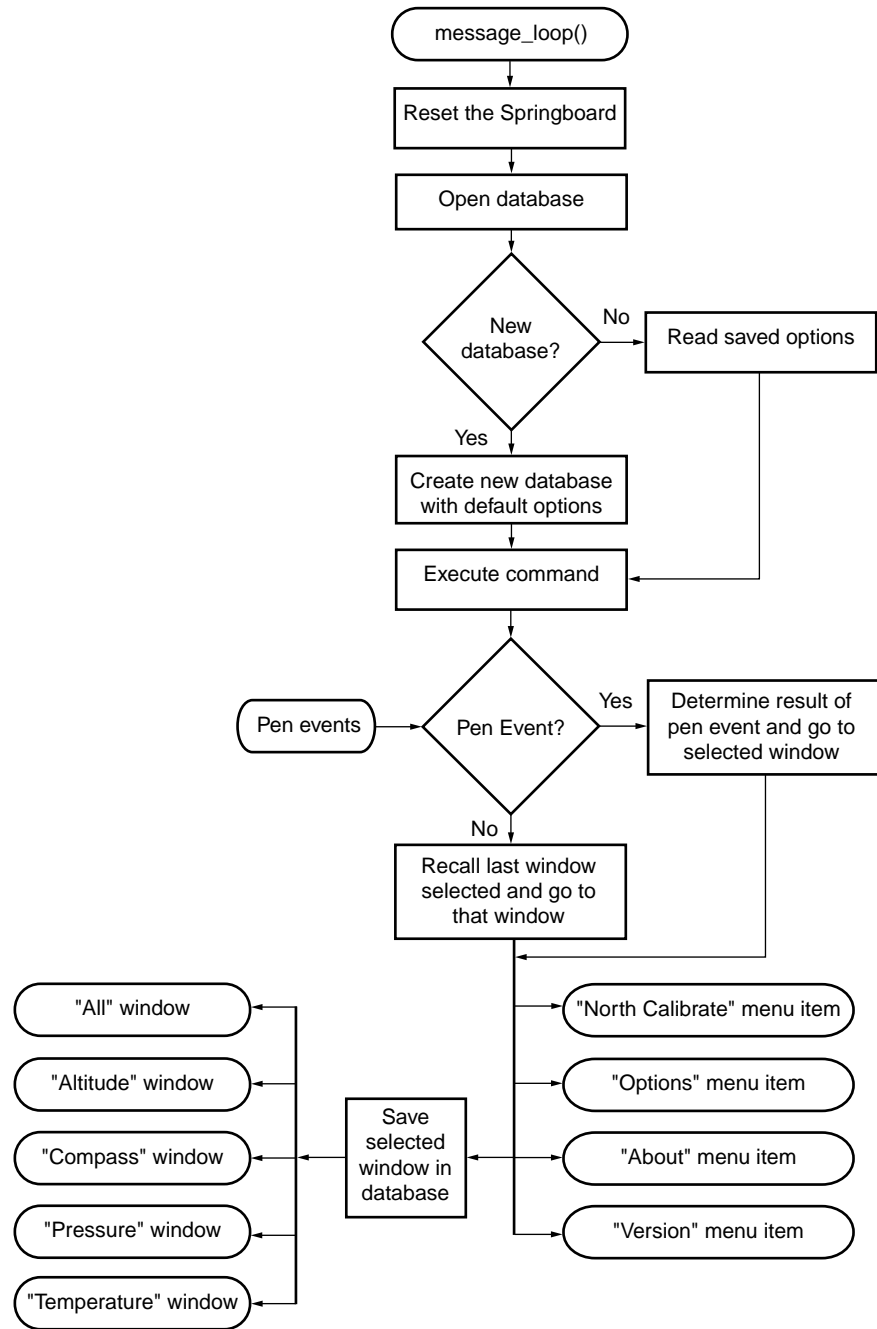 message_loop()
Reset the Springboard
Open database
New
database?
No
Read saved options
Yes
Create new database
with default options
Execute command
Pen events
Pen Event?
Yes
Determine result of
pen event and go to
selected window
No
Recall last window
selected and go to
that window
"All" window
"Altitude" window
"Compass" window
"Pressure" window
"Temperature" window
Save
selected
window in
database
"North Calibrate" menu item
"Options" menu item
"About" menu item
"Version" menu item